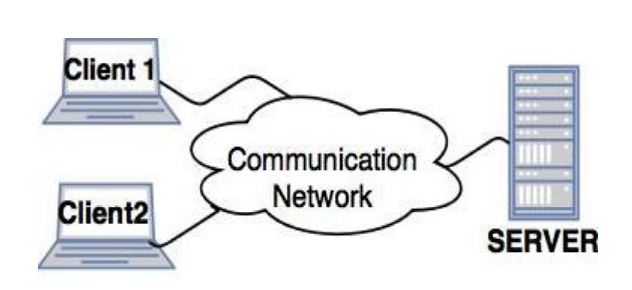 Client 1
Communication
Network
Client2
SERVER